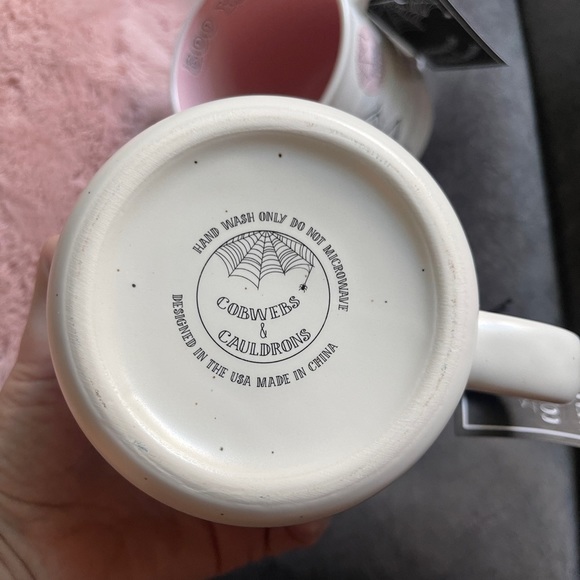 HAND WASH ONLY DO NOT MICROWAVE
COBWEBS
&
CAULDRONS
DESIGNED IN THE USA MADE IN CHINA